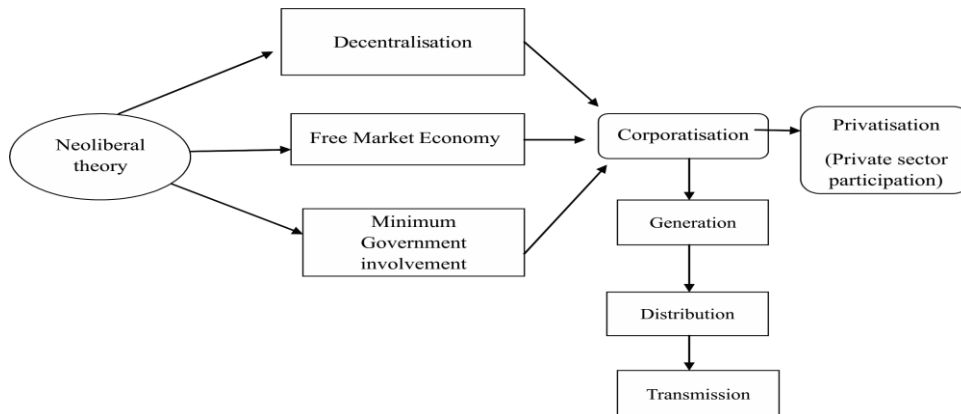 Decentralisation
Neoliberal
theory
Free Market Economy
Minimum
Government
involvement
Corporatisation
Privatisation
(Private sector
participation)
Generation
Distribution
Transmission